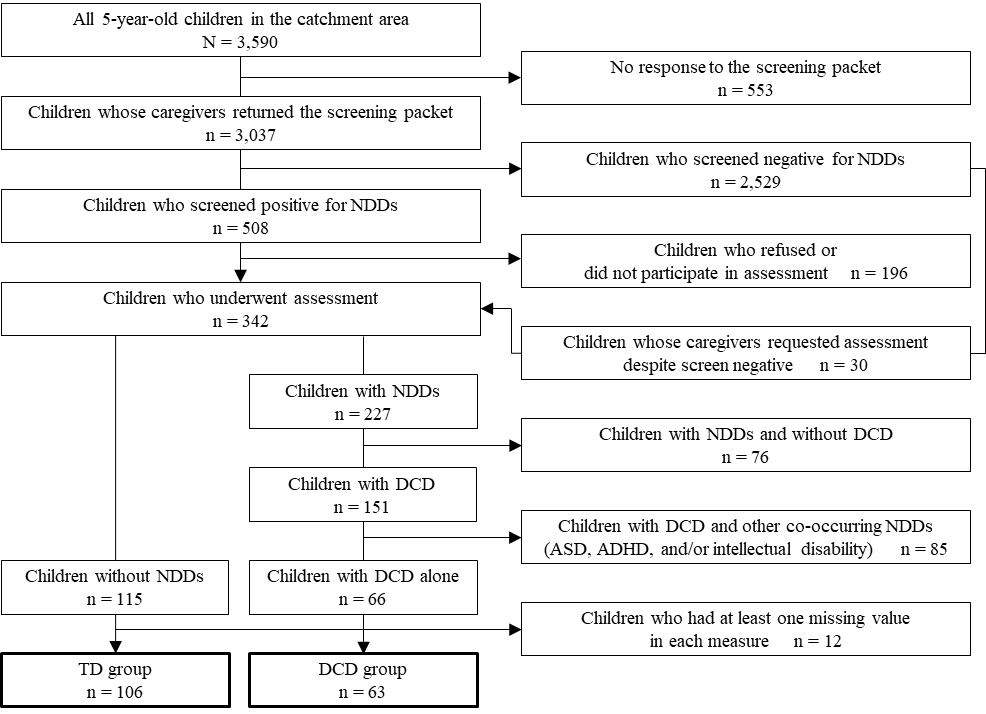 All 5-year-old children in the catchment area
N = 3,590
No response to the screening packet
n = 553
Children whose caregivers returned the screening packet
n = 3,037
Children who screened negative for NDDs
n = 2,529
Children who screened positive for NDDs
n = 508
Children who refused or
did not participate in assessment n = 196
Children who underwent assessment
n = 342
Children whose caregivers requested assessment
despite screen negative n = 30
Children with NDDs
n = 227
Children with NDDs and without DCD
n = 76
Children with DCD
n = 151
Children with DCD and other co-occurring NDDs
(ASD, ADHD, and/or intellectual disability) n = 85
Children without NDDs
n = 115
Children with DCD alone
n = 66
Children who had at least one missing value
in each measure n = 12
TD group
n = 106
DCD group
n = 63